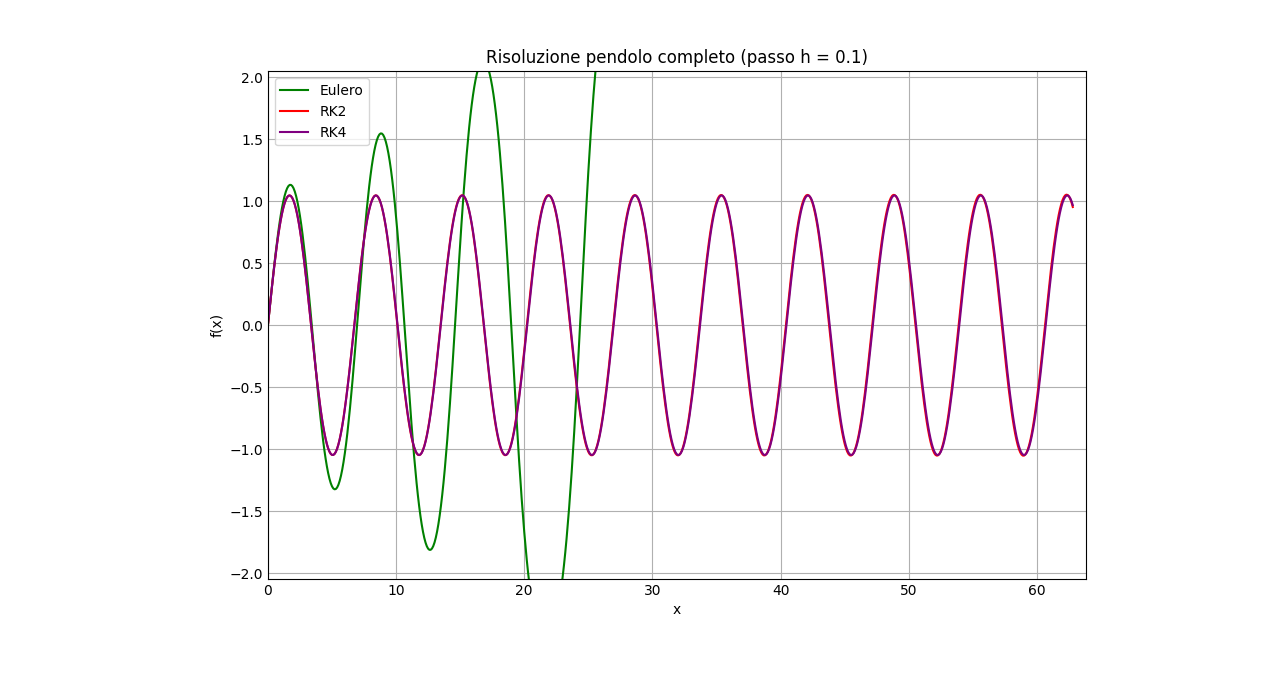 Risoluzione pendolo completo (passo h = 0.1)
Eulero
RK2
RK4
2.0
1.5
1.0
0.5
0.0
−0.5
−1.0
−1.5
−2.0
f(x)
0 10 20 30 40 50 60
x